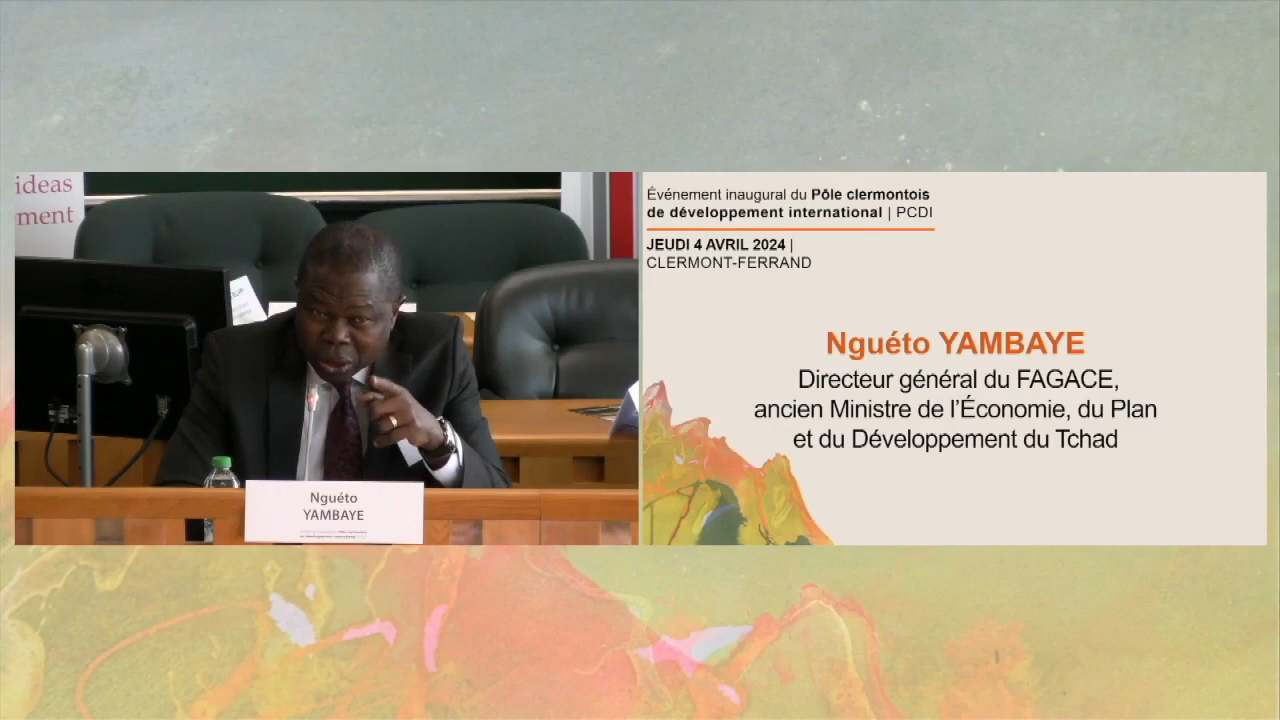 ideas
ment
Nguéto
YAMBAYE
Événement inaugural du Pôle clermontois
de développement international | PCDI
JEUDI 4 AVRIL 2024 |
CLERMONT-FERRAND
Nguéto YAMBAYE
Directeur général du FAGACE,
ancien Ministre de l’Économie, du Plan
et du Développement du Tchad